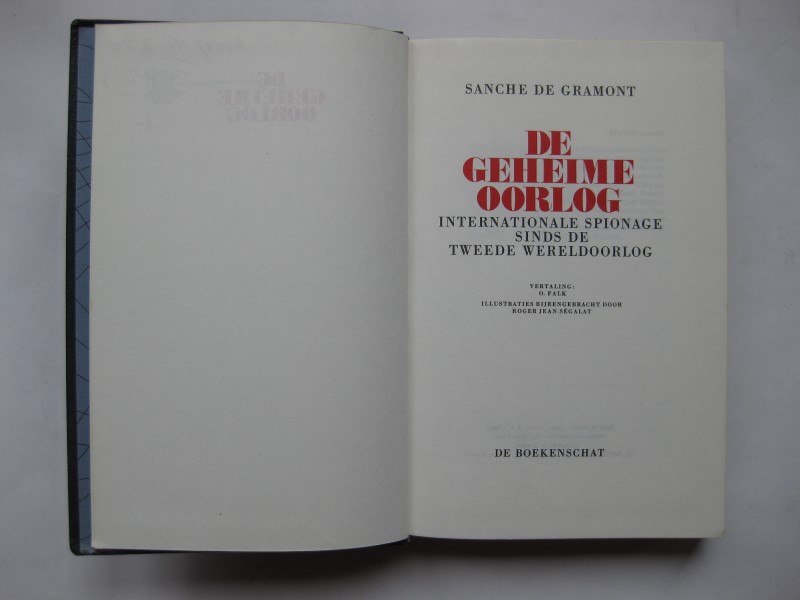 SANCHE DE GRAMONT
DE
GEHEIME
OORLOG
INTERNATIONALE SPIONAGE
SINDS DE
TWEEDE WERELDOORLOG
VERTALING:
O. FALK
ILLUSTRATIES BIJEENGEBRACHT DOOR
ROGER JEAN SÉGALAT
DE BOEKENSCHAT